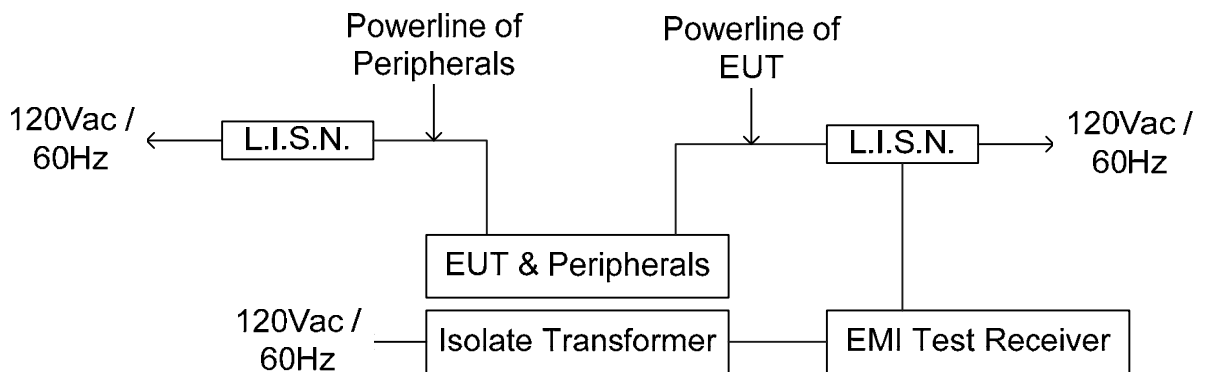 Powerline of
Peripherals
Powerline of
EUT
120Vac /
60Hz
L.I.S.N.
L.I.S.N.
120Vac /
60Hz
EUT & Peripherals
120Vac /
60Hz
Isolate Transformer
EMI Test Receiver